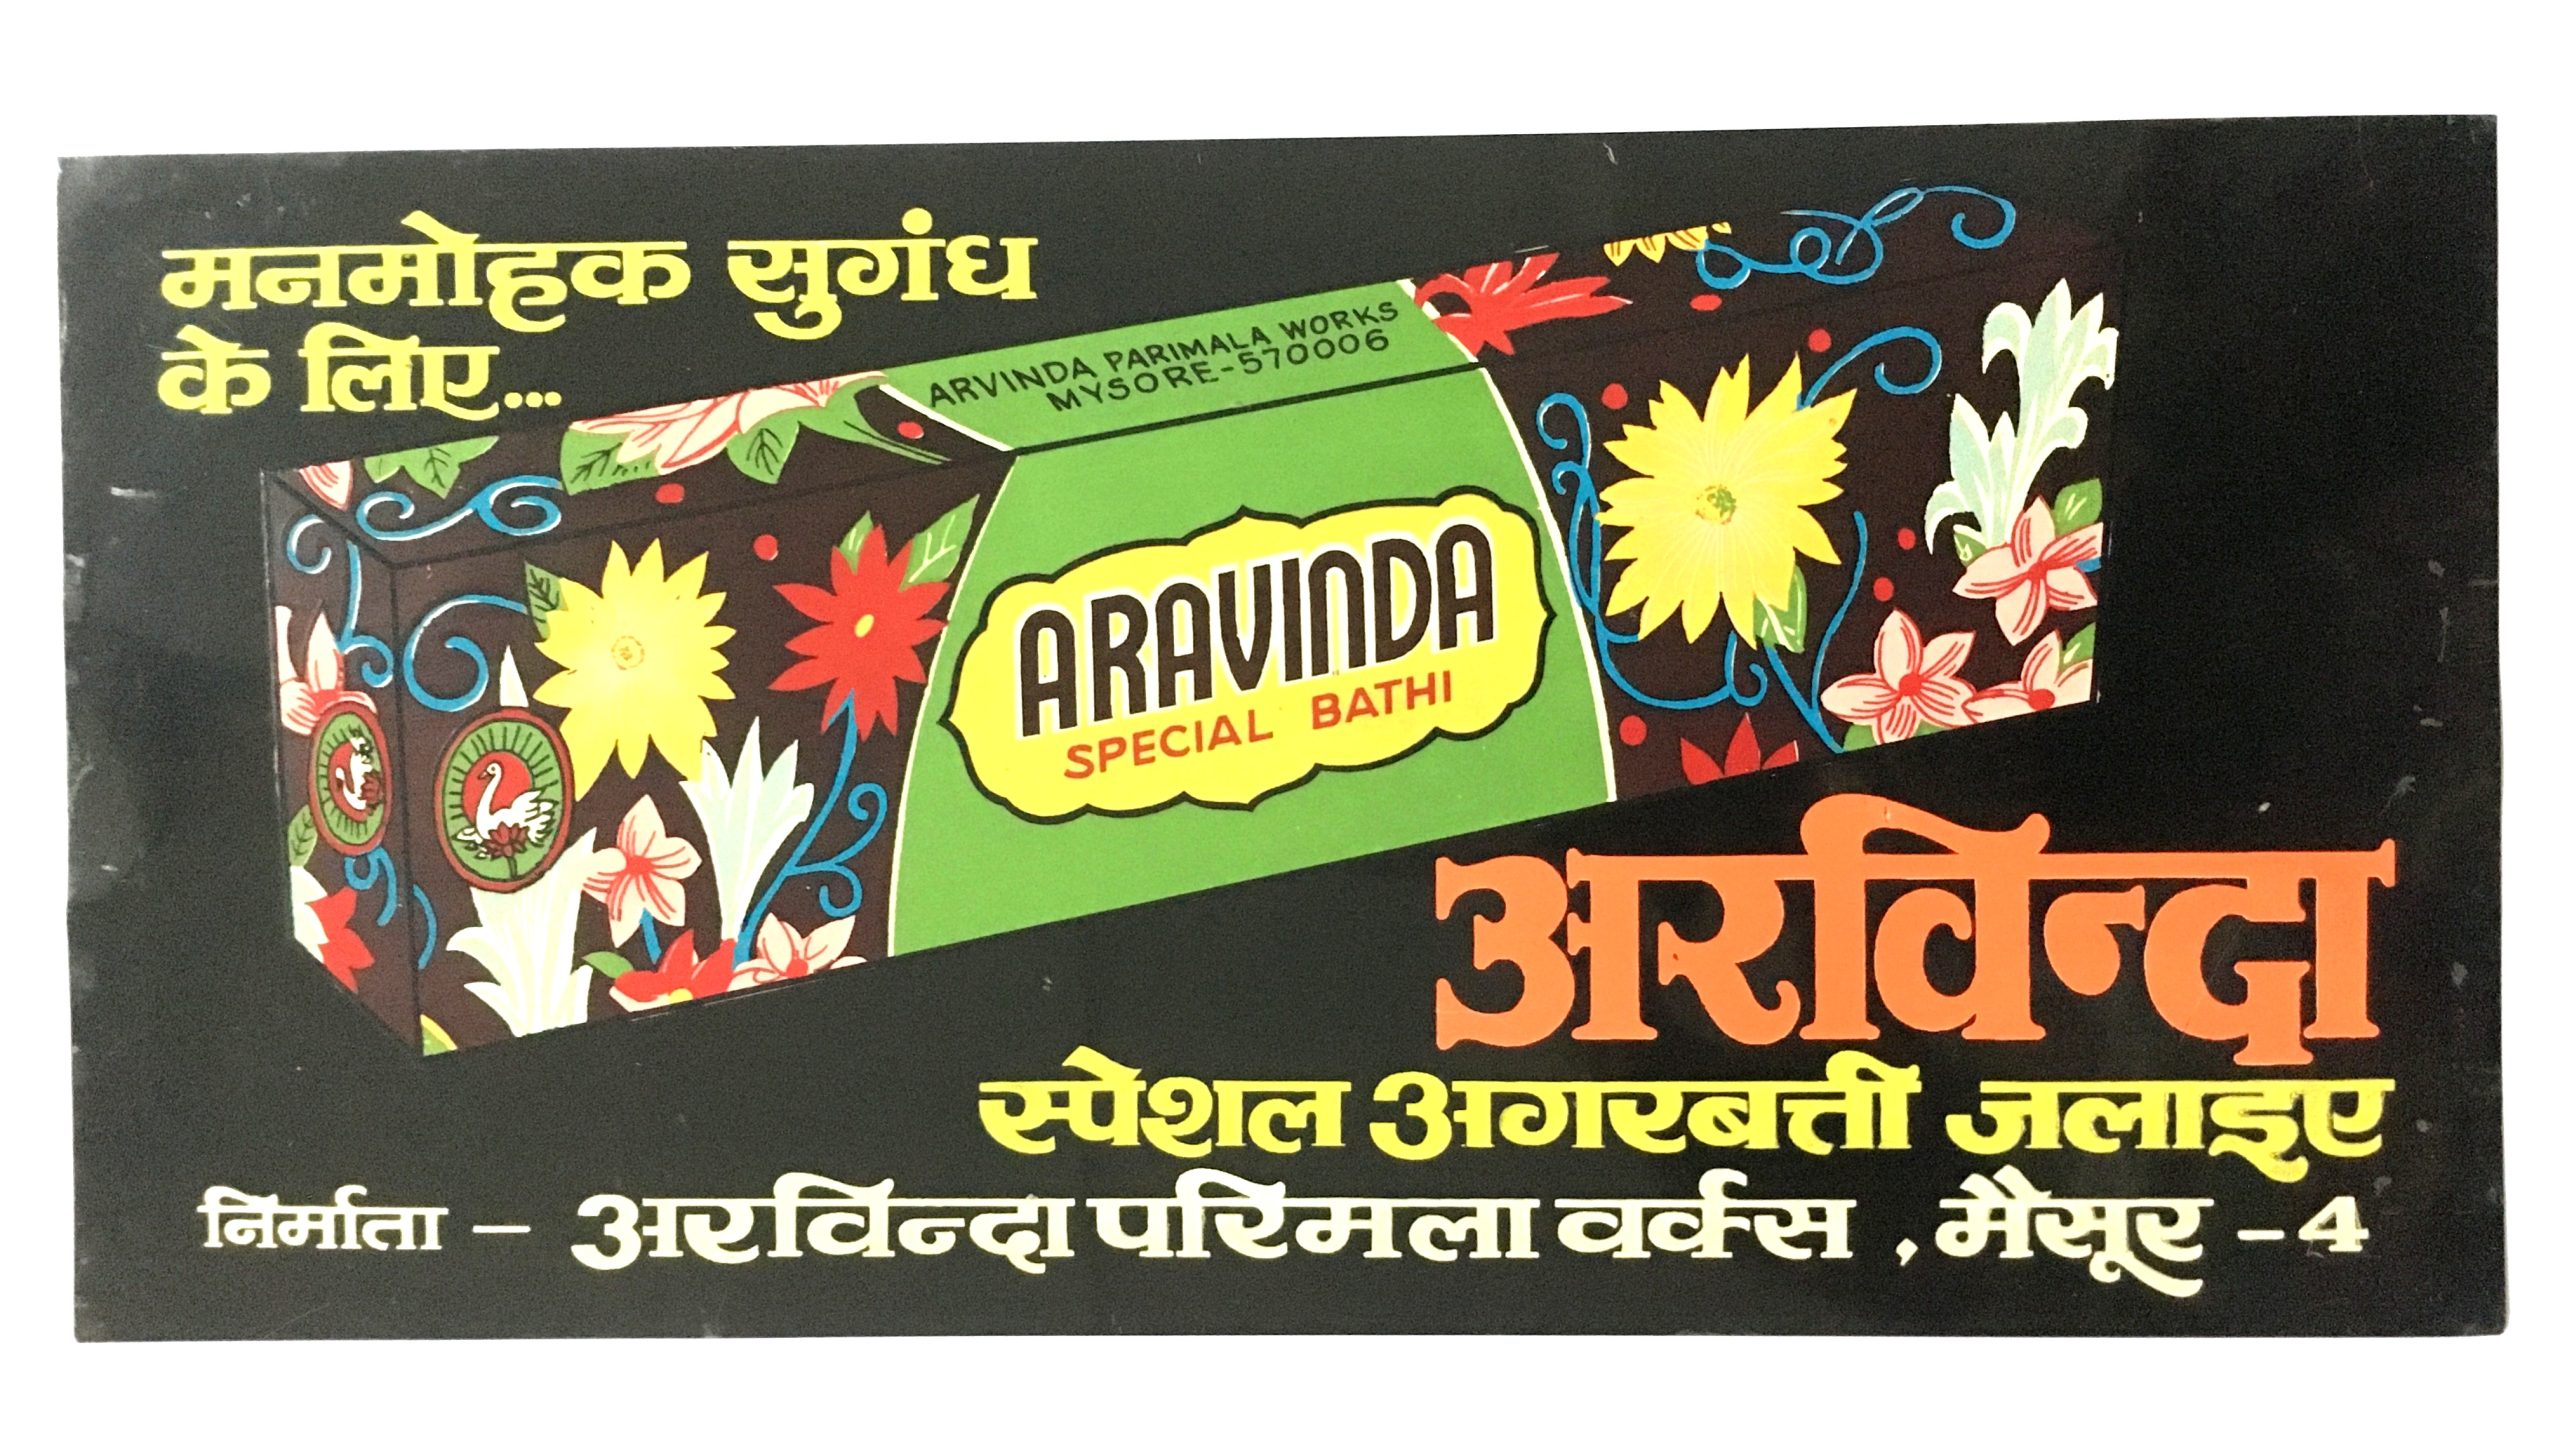 मनमोहक सुगंध
के लिए...
ARVINDA PARIMALA WORKS
MYSORE-570006
ARAVINDA
SPECIAL BATHI
अरविन्दा
स्पेशल अगरबत्ती जलाइए
निर्माता - अरविन्दा परिमला वर्कस , मैसूर - 4